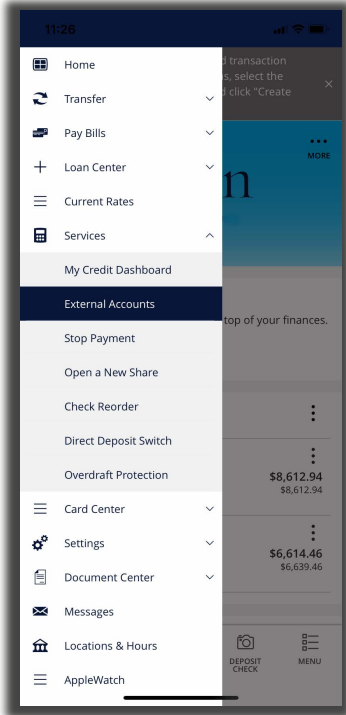 11:26
Home
Transfer
Pay Bills
Loan Center
Current Rates
Services
My Credit Dashboard
External Accounts
Stop Payment
Open a New Share
Check Reorder
Direct Deposit Switch
Overdraft Protection
Card Center
Settings
Document Center
Messages
Locations & Hours
AppleWatch
d transaction
s, select the
d click "Create
MORE
n
top of your finances.
$8,612.94
$8,612.94
$6,614.46
$6,639.46
DEPOSIT
CHECK
MENU